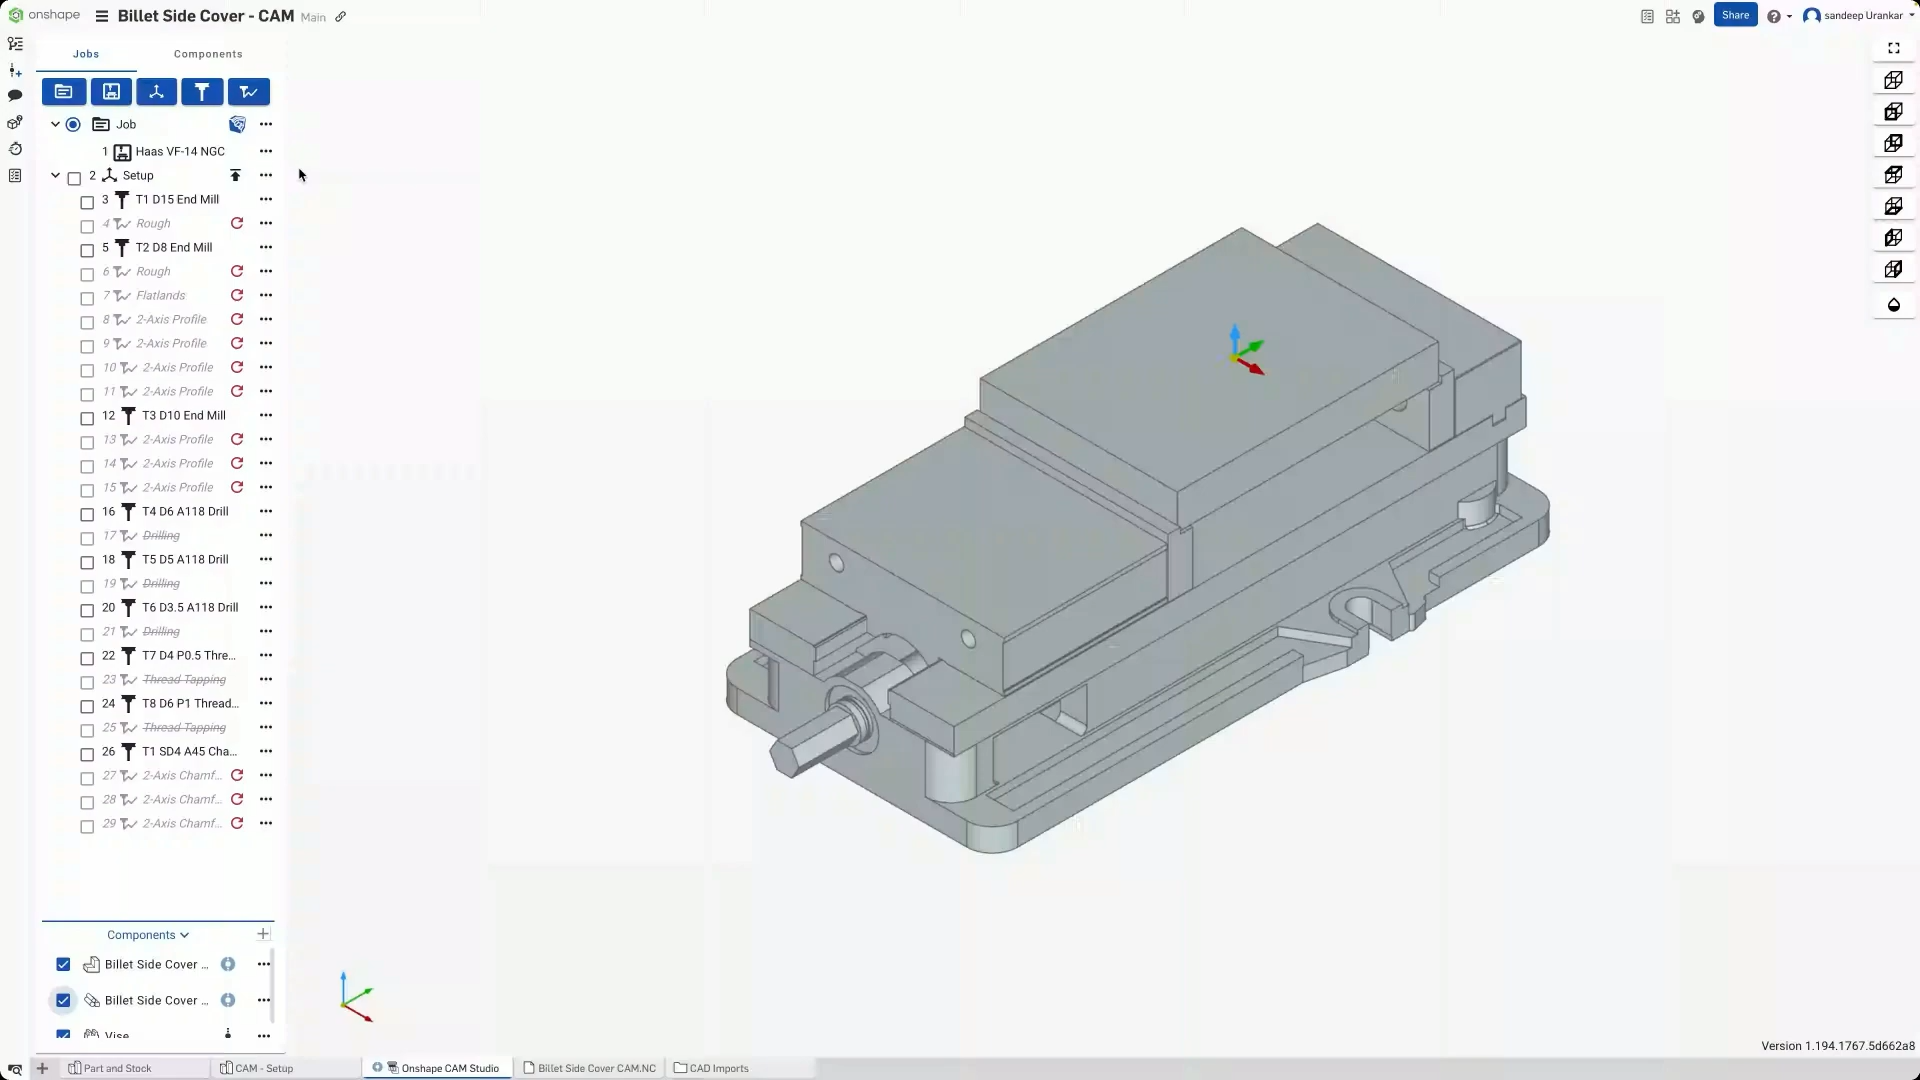 onshape
Billet Side Cover - CAM
Main
Share
sandeep Urankar
Jobs
Components
Job
1 Haas VF-14 NGC
2 Setup
3 T1 D15 End Mill
4 Rough
5 T2 D8 End Mill
6 Rough
7 Flatlands
8 2-Axis Profile
9 2-Axis Profile
10 2-Axis Profile
11 2-Axis Profile
12 T3 D10 End Mill
13 2-Axis Profile
14 2-Axis Profile
15 2-Axis Profile
16 T4 D6 A118 Drill
17 Drilling
18 T5 D5 A118 Drill
19 Drilling
20 T6 D3.5 A118 Drill
21 Drilling
22 T7 D4 P0.5 Thre...
23 Thread Tapping
24 T8 D6 P1 Thread...
25 Thread Tapping
26 T1 SD4 A45 Cha...
27 2-Axis Chamf...
28 2-Axis Chamf...
29 2-Axis Chamf...
Components
Billet Side Cover ...
Billet Side Cover ...
Vise
Version 1.194.1767.5d662a8
Part and Stock
CAM - Setup
Onshape CAM Studio
Billet Side Cover CAM.NC
CAD Imports